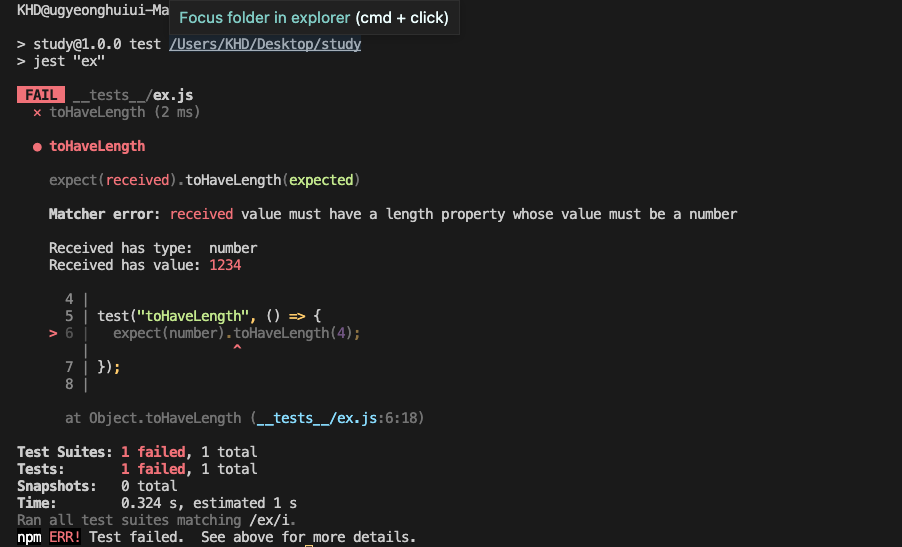 KHD@ugyeonghuiui-Ma
Focus folder in explorer (cmd + click)
> study@1.0.0 test /Users/KHD/Desktop/study
> jest "ex"
FAIL __tests__/ex.js
✕ toHaveLength (2 ms)
● toHaveLength
expect(received).toHaveLength(expected)
Matcher error: received value must have a length property whose value must be a number
Received has type:  number
Received has value: 1234
4 |
5 | test("toHaveLength", () => {
> 6 |   expect(number).toHaveLength(4);
|                  ^
7 | });
8 |
at Object.toHaveLength (__tests__/ex.js:6:18)
Test Suites: 1 failed, 1 total
Tests:       1 failed, 1 total
Snapshots:   0 total
Time:        0.324 s, estimated 1 s
Ran all test suites matching /ex/i.
npm ERR! Test failed.  See above for more details.